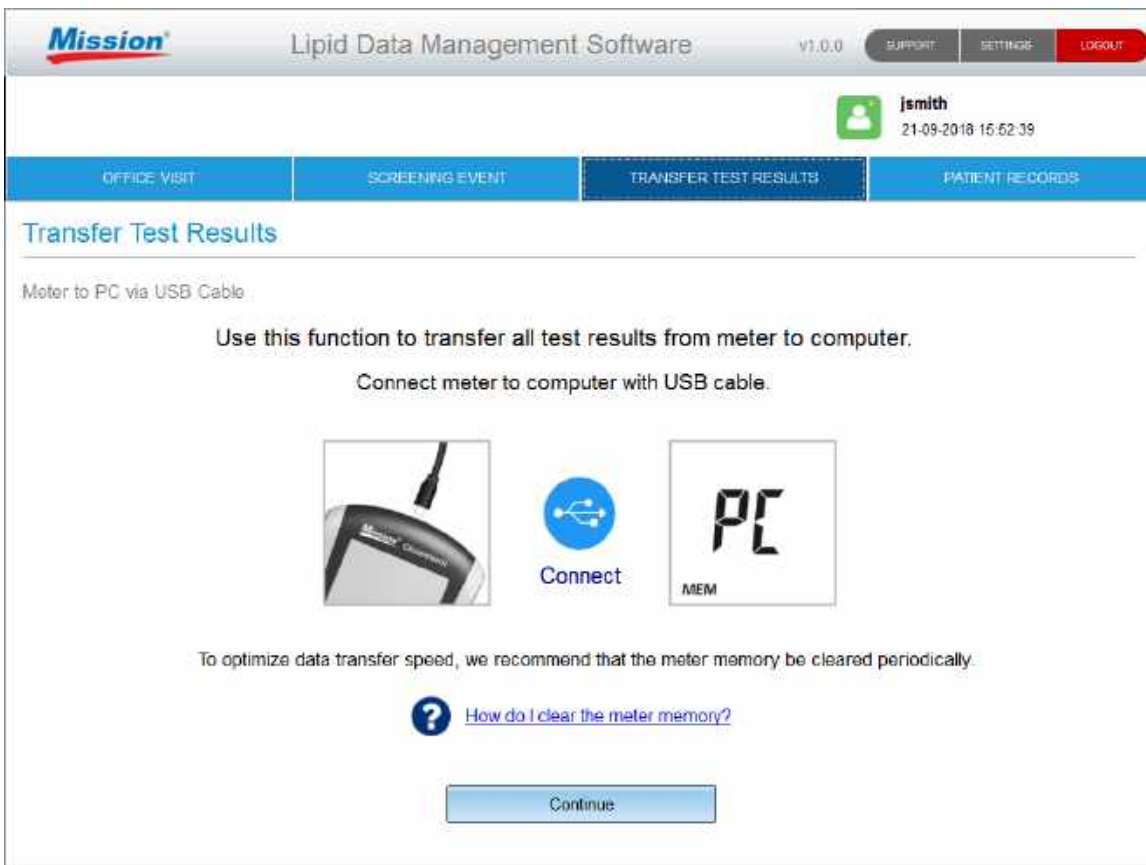 Mission®
Lipid Data Management Software
v1.0.0
SUPPORT
SETTINGS
LOGOUT
jsmith
21-09-2018 15:52:39
OFFICE VISIT
SCREENING EVENT
TRANSFER TEST RESULTS
PATIENT RECORDS
Transfer Test Results
Meter to PC via USB Cable
Use this function to transfer all test results from meter to computer.
Connect meter to computer with USB cable.
Mission®
Connect
PC
MEM
To optimize data transfer speed, we recommend that the meter memory be cleared periodically.
? How do I clear the meter memory?
Continue